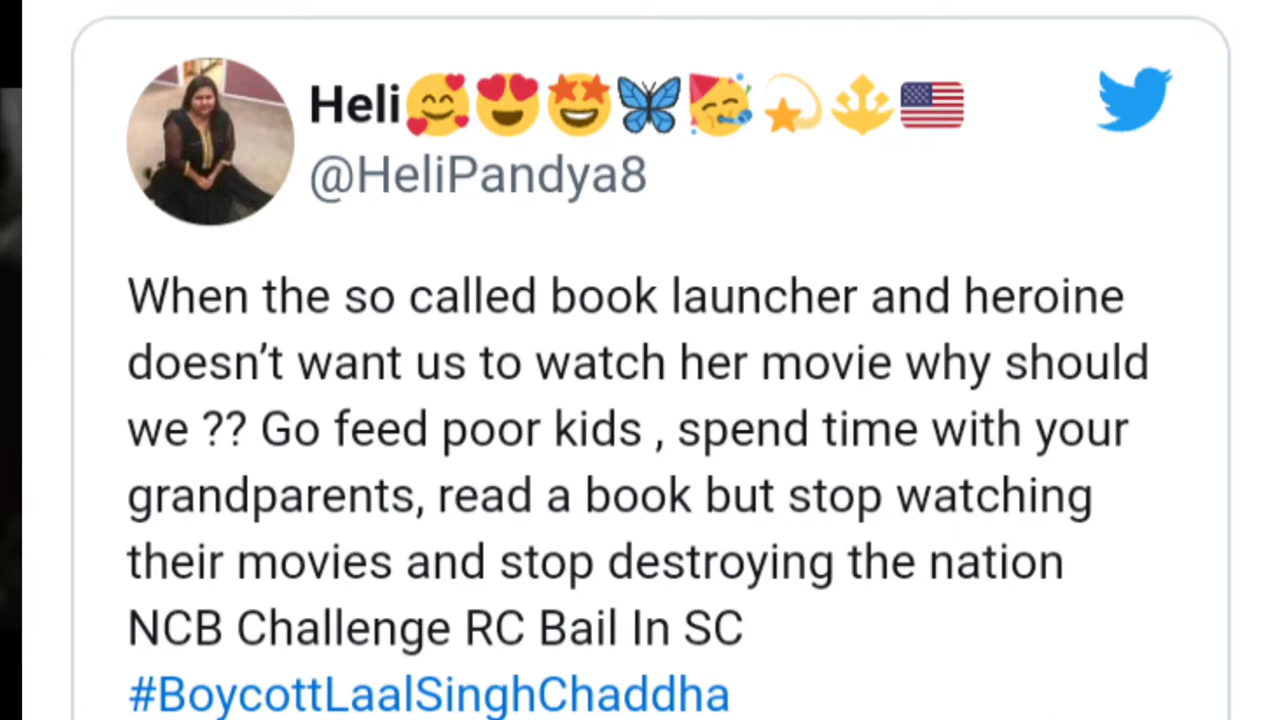 Heli🥰😍🤩🦋🥳💫🔱🇺🇸
@HeliPandya8
When the so called book launcher and heroine
doesn’t want us to watch her movie why should
we ?? Go feed poor kids , spend time with your
grandparents, read a book but stop watching
their movies and stop destroying the nation
NCB Challenge RC Bail In SC
#BoycottLaalSinghChaddha